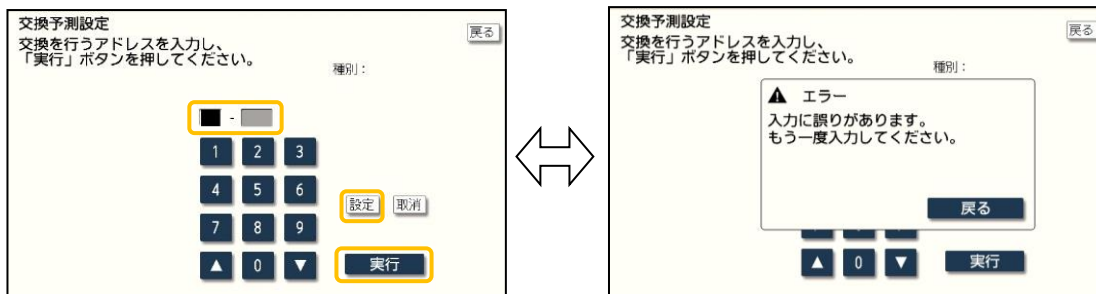 交換予測設定
戻る
交換を行うアドレスを入力し、
「実行」ボタンを押してください。
種別：
-
1 2 3
4 5 6
設定 取消
7 8 9
▲ 0 ▼ 実行
交換予測設定
戻る
交換を行うアドレスを入力し、
「実行」ボタンを押してください。
種別：
エラー
入力に誤りがあります。
もう一度入力してください。
戻る
▲ 0 ▼ 実行